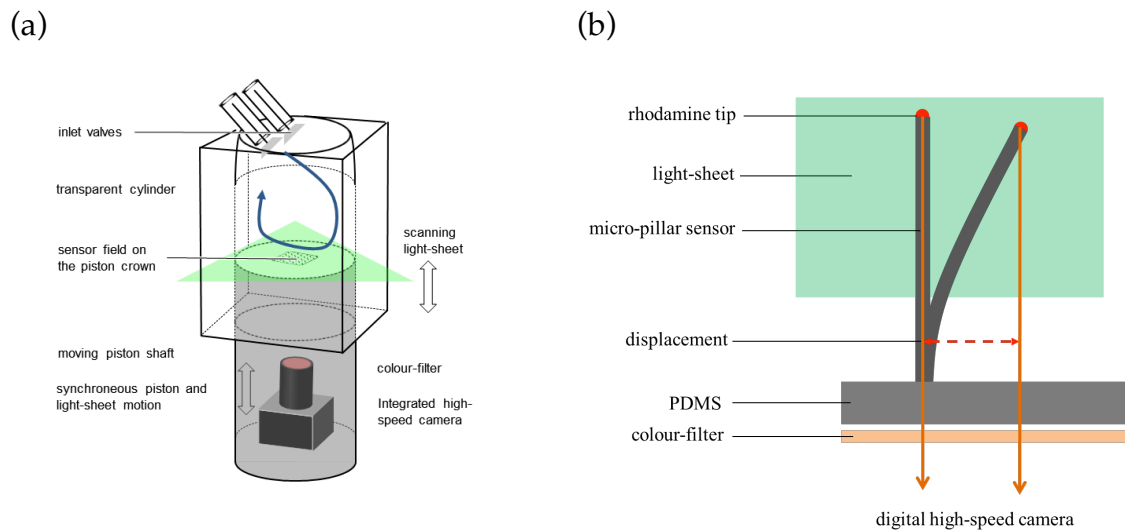 (a)
inlet valves
transparent cylinder
sensor field on
the piston crown
scanning
light-sheet
moving piston shaft
synchroneous piston and
light-sheet motion
colour-filter
Integrated high-
speed camera
(b)
rhodamine tip
light-sheet
micro-pillar sensor
displacement
PDMS
colour-filter
digital high-speed camera